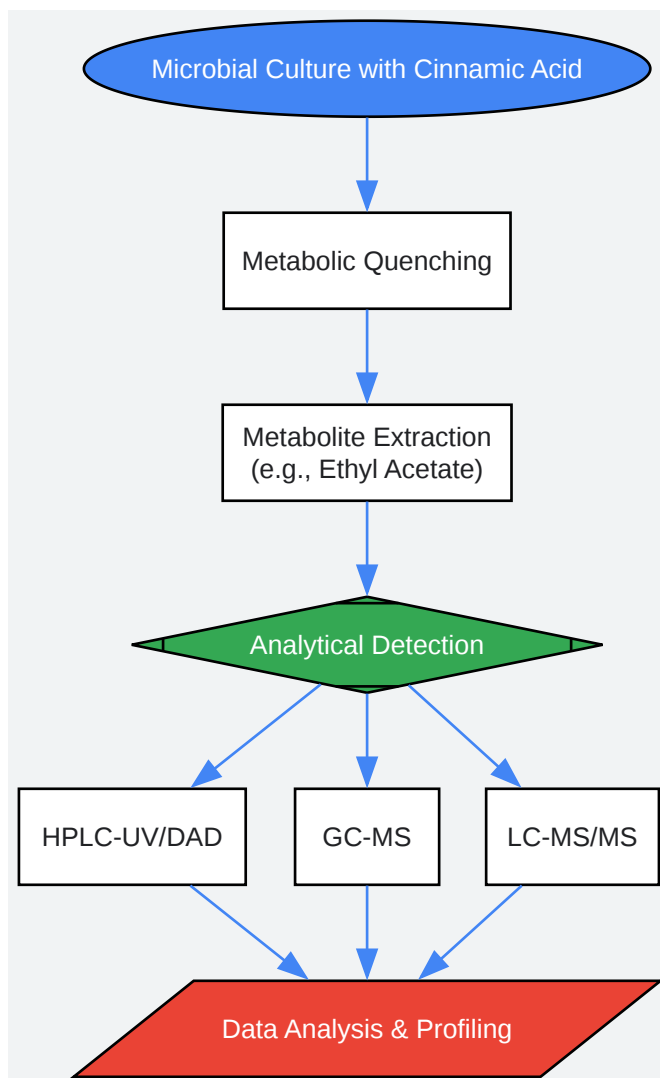 Microbial Culture with Cinnamic Acid
Metabolic Quenching
Metabolite Extraction
(e.g., Ethyl Acetate)
Analytical Detection
HPLC-UV/DAD
GC-MS
LC-MS/MS
Data Analysis & Profiling